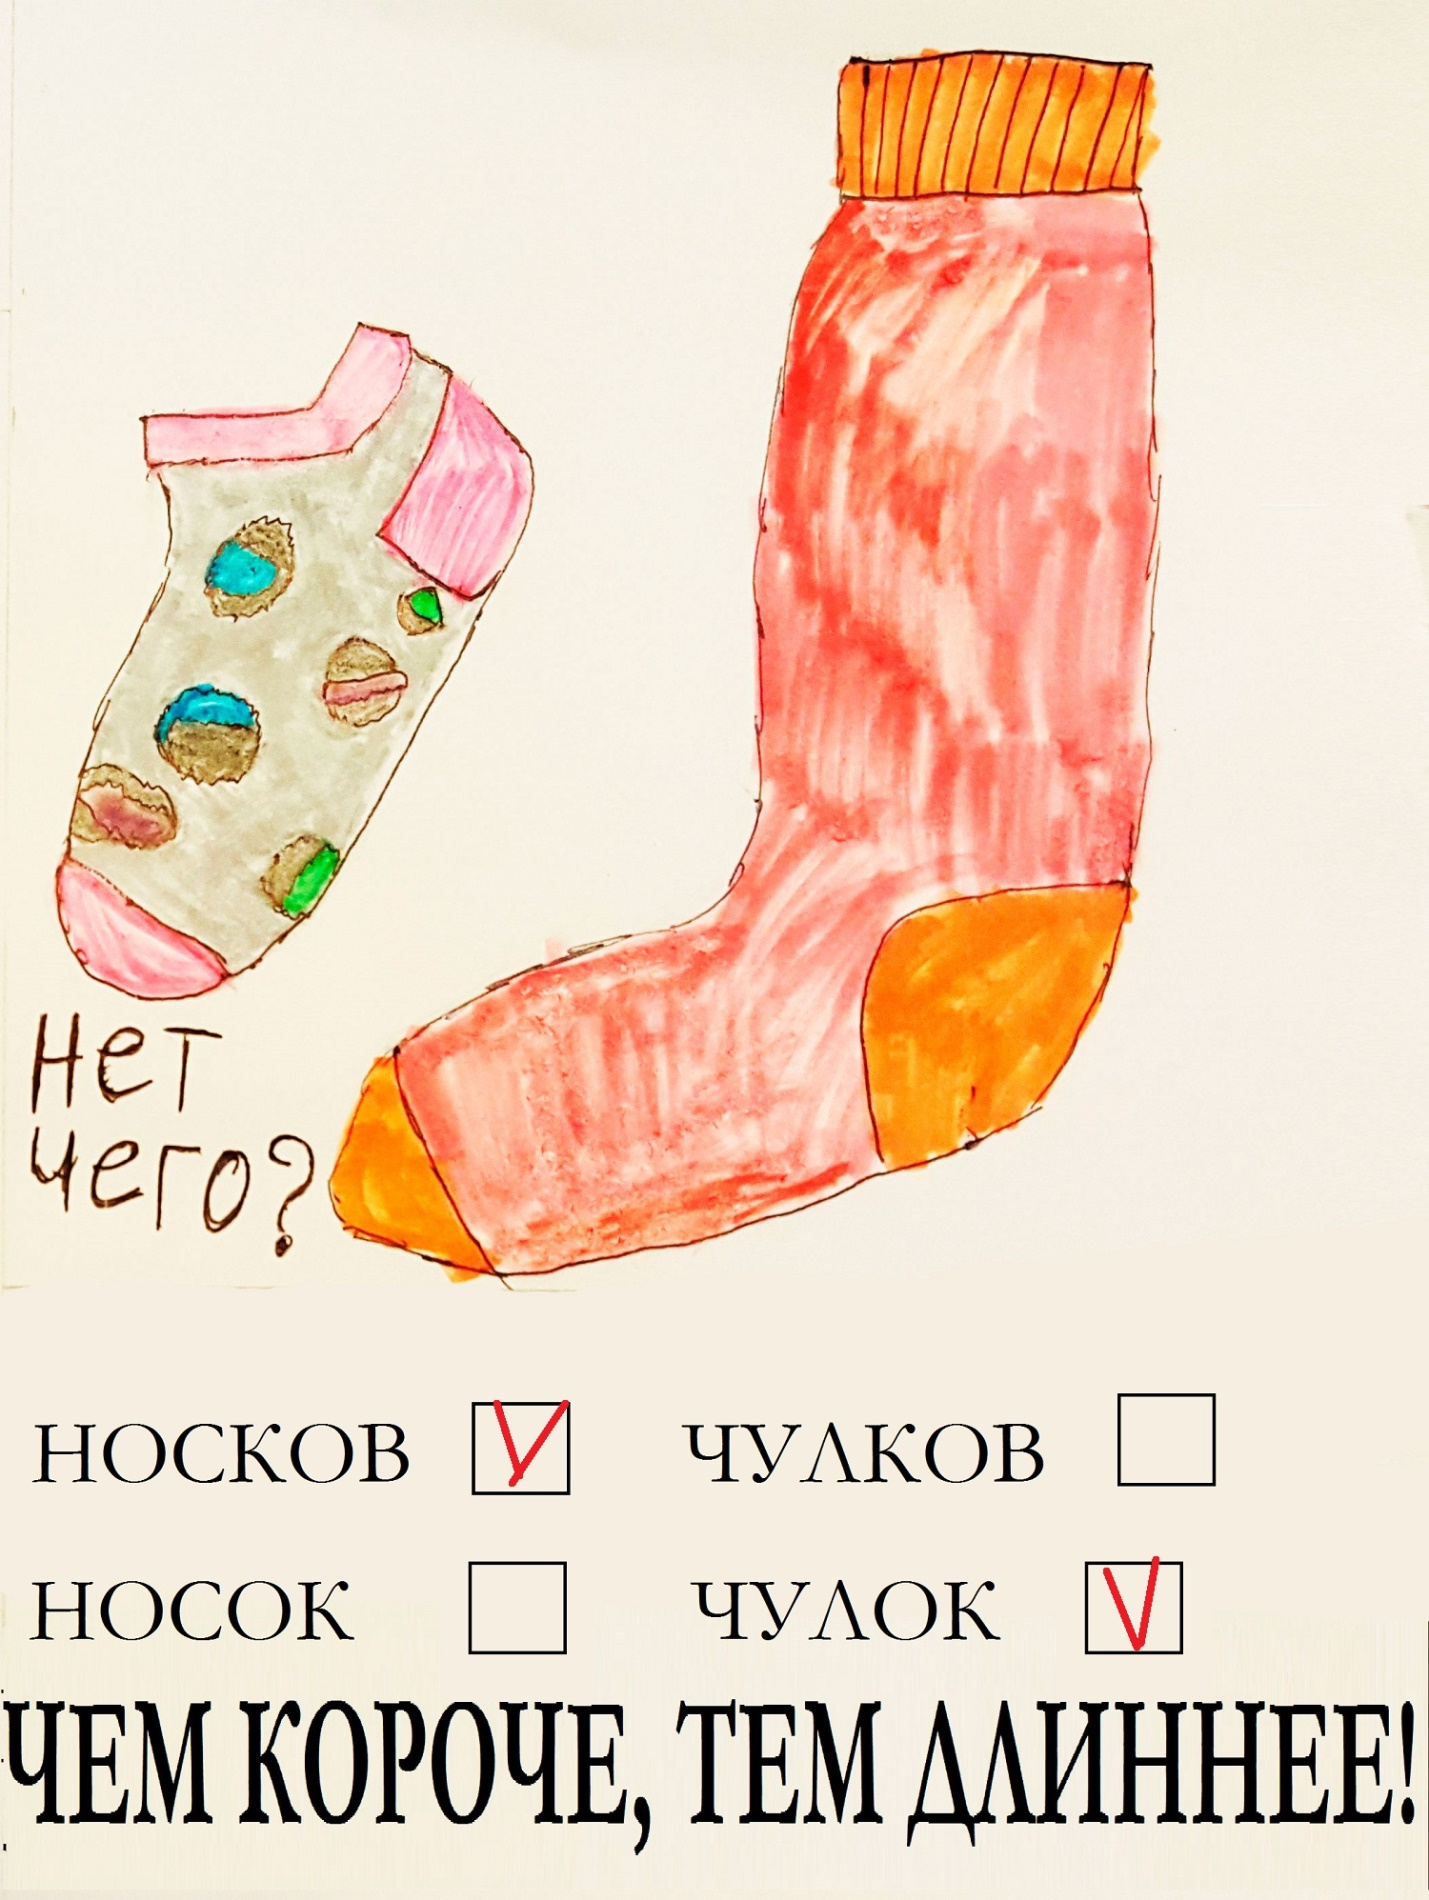 Нет
чего?
НОСКОВ ЧУЛКОВ
НОСОК ЧУЛОК
ЧЕМ КОРОЧЕ, ТЕМ ДЛИННЕЕ!